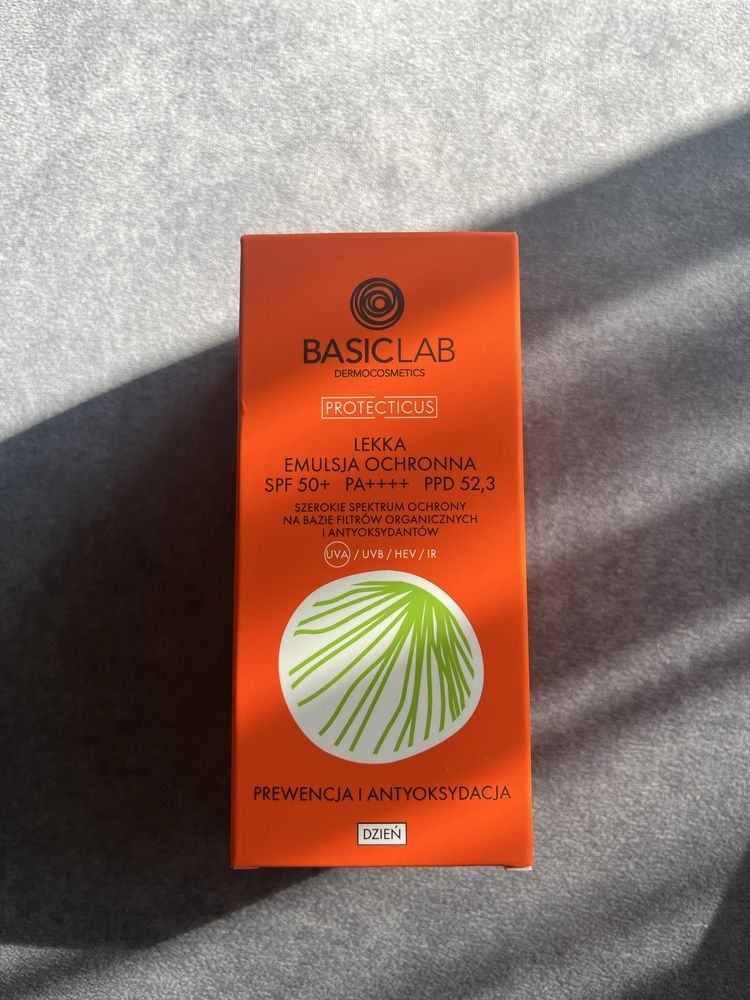 BASICLAB
DERMOCOSMETICS
PROTECTICUS
LEKKA
EMULSJA OCHRONNA
SPF 50+ PA++++ PPD 52,3
SZEROKIE SPEKTRUM OCHRONY
NA BAZIE FILTRÓW ORGANICZNYCH
I ANTYOKSYDANTÓW
UVA / UVB / HEV / IR
PREWENCJA I ANTYOKSYDACJA
DZIEŃ